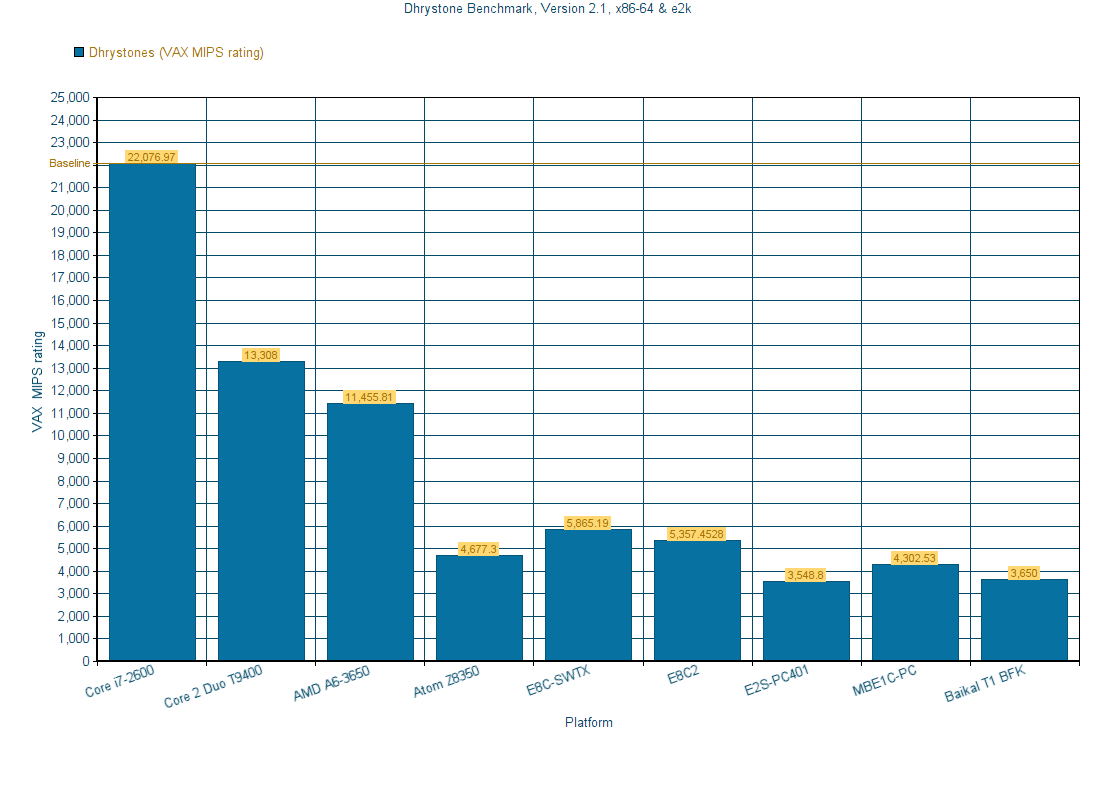 Dhrystone Benchmark, Version 2.1, x86-64 & e2k
Dhrystones (VAX MIPS rating)
25,000
24,000
23,000
Baseline
21,000
20,000
19,000
18,000
17,000
16,000
15,000
14,000
13,000
12,000
11,000
10,000
9,000
8,000
7,000
6,000
5,000
4,000
3,000
2,000
1,000
0
VAX MIPS rating
22,076.97
13,308
11,455.81
4,677.3
5,865.19
5,357.4528
3,548.8
4,302.53
3,650
Core i7-2600
Core 2 Duo T9400
AMD A6-3650
Atom Z8350
E8C-SWTX
E8C2
E2S-PC401
MBE1C-PC
Baikal T1 BFK
Platform